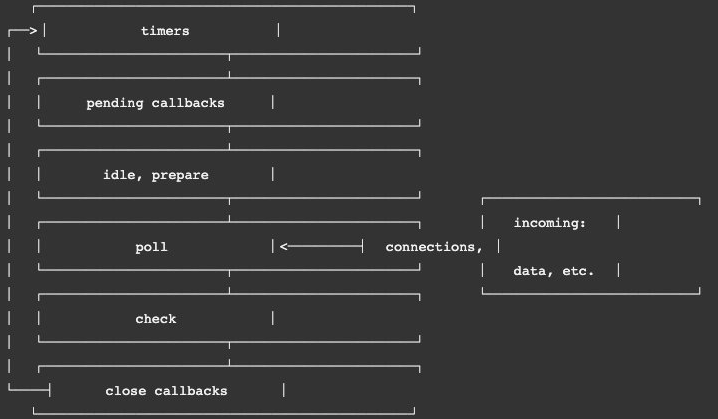 timers
pending callbacks
idle, prepare
incoming:
poll
connections,
data, etc.
check
close callbacks